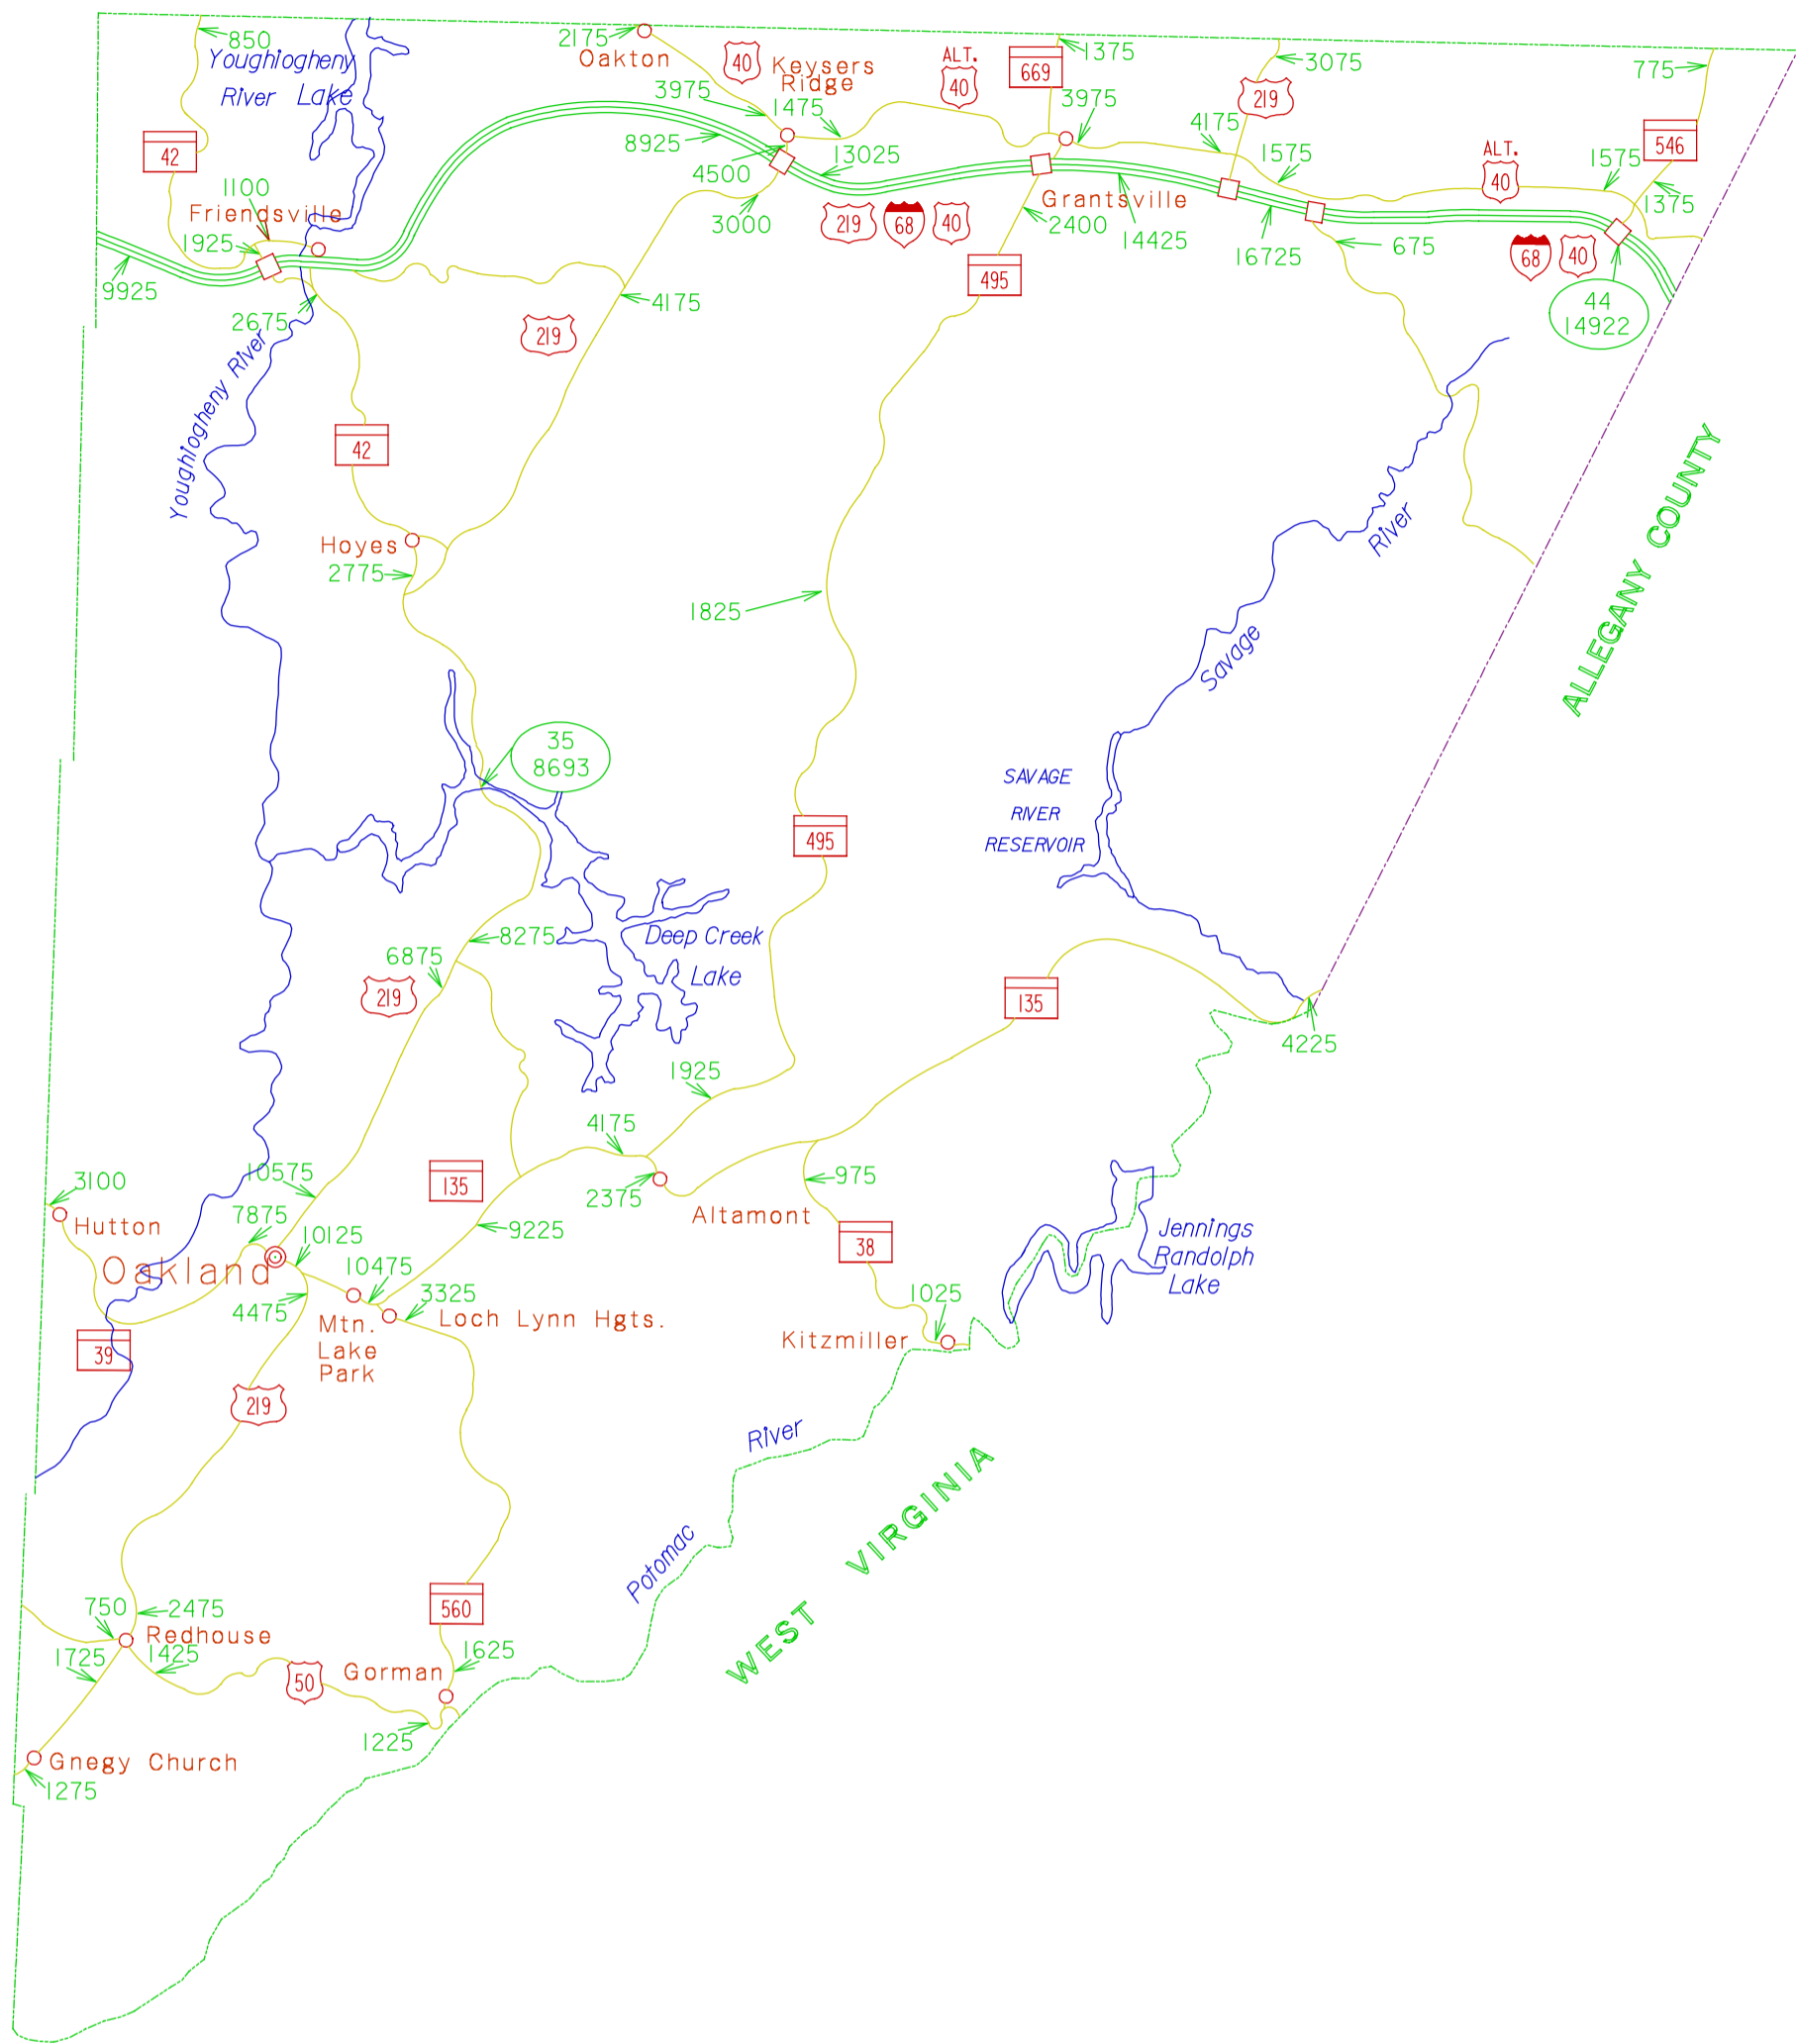 850
2175
Oakton
40
Keysers
Ridge
ALT.
40
669
1375
3075
775
Youghiogheny
River Lake
3975
1475
3975
219
4175
42
8925
4500
13025
1575
ALT.
40
1575
546
1375
1100
Friendsville
1925
3000
219
68
40
Grantsville
2400
14425
16725
675
68
40
9925
2675
4175
495
44
14922
219
Youghiogheny River
42
Hoyes
2775
1825
River
Savage
ALLEGANY COUNTY
35
8693
SAVAGE
RIVER
RESERVOIR
495
8275
6875
219
Deep Creek
Lake
135
4225
1925
4175
3100
Hutton
10575
135
2375
975
7875
10125
9225
Altamont
38
Jennings
Randolph
Lake
Oakland
10475
4475
3325
Loch Lynn Hgts.
1025
Kitzmiller
39
Mtn.
Lake
Park
219
River
WEST VIRGINIA
Potomac
750
2475
560
Redhouse
1725
1425
50
Gorman
1625
1225
Gnegy Church
1275